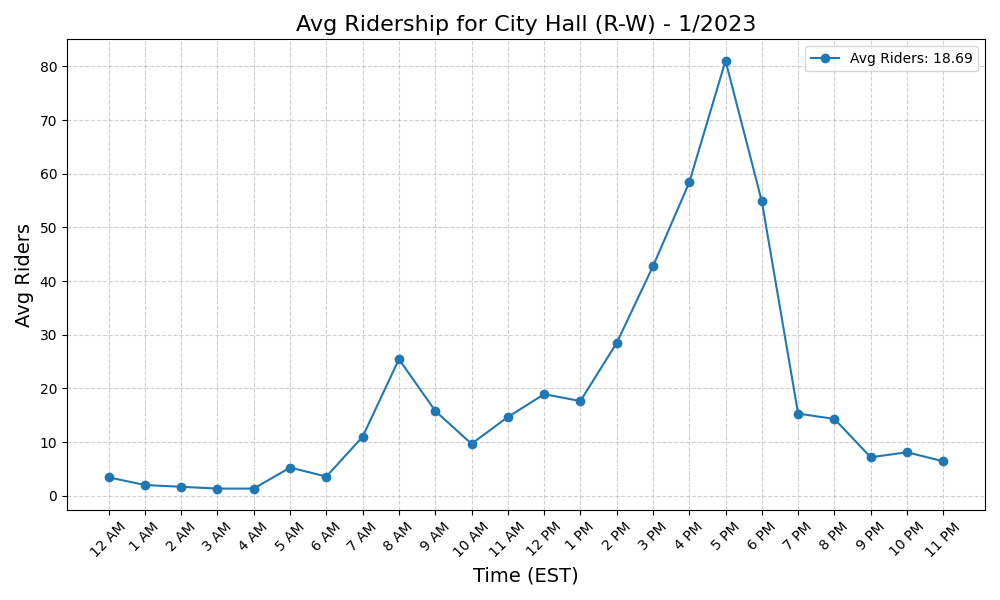 Avg Ridership for City Hall (R-W) - 1/2023
Avg Riders: 18.69
Avg Riders
80
70
60
50
40
30
20
10
0
12 AM
1 AM
2 AM
3 AM
4 AM
5 AM
6 AM
7 AM
8 AM
9 AM
10 AM
11 AM
12 PM
1 PM
2 PM
3 PM
4 PM
5 PM
6 PM
7 PM
8 PM
9 PM
10 PM
11 PM
Time (EST)